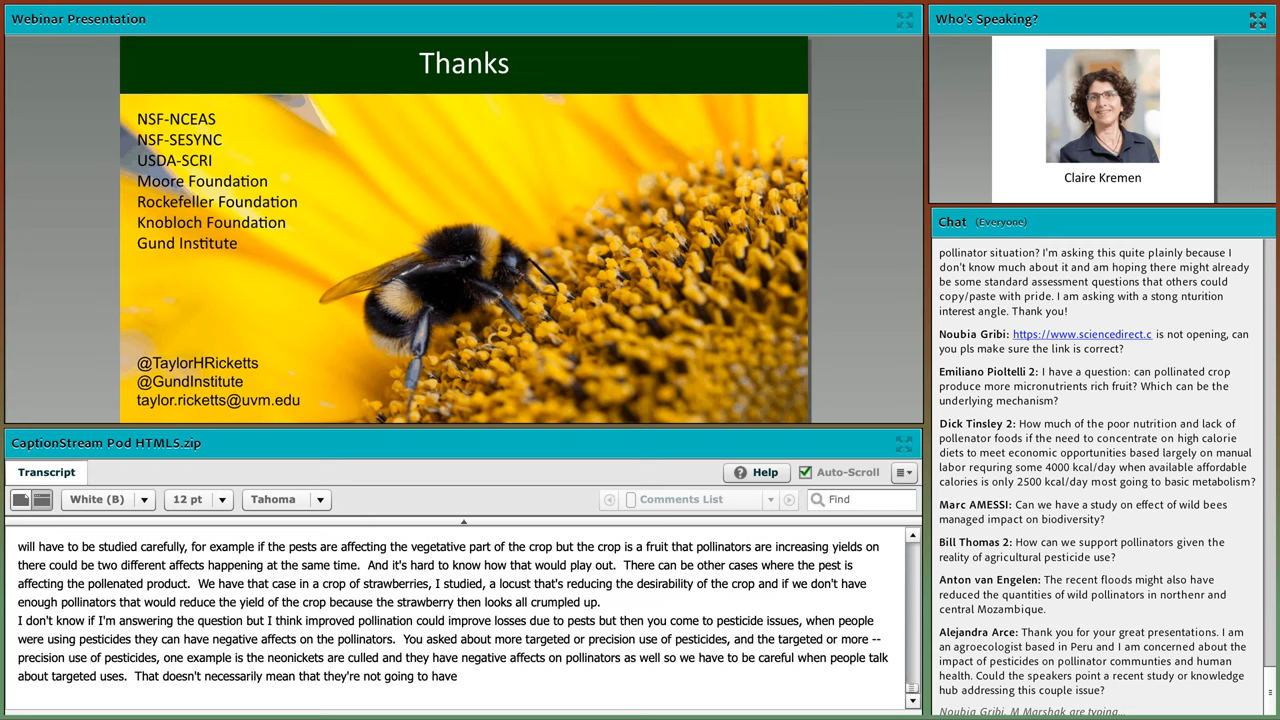 Webinar Presentation
Thanks
NSF-NCEAS
NSF-SESYNC
USDA-SCRI
Moore Foundation
Rockefeller Foundation
Knobloch Foundation
Gund Institute
@TaylorHRicketts
@GundInstitute
taylor.ricketts@uvm.edu
Who's Speaking?
Claire Kremen
CaptionStream Pod HTML5.zip
Transcript
Help
Auto-Scroll
White (B)
12 pt
Tahoma
Comments List
Find
will have to be studied carefully, for example if the pests are affecting the vegetative part of the crop but the crop is a fruit that pollinators are increasing yields on
there could be two different affects happening at the same time. And it's hard to know how that would play out. There can be other cases where the pest is
affecting the pollenated product. We have that case in a crop of strawberries, I studied, a locust that's reducing the desirability of the crop and if we don't have
enough pollinators that would reduce the yield of the crop because the strawberry then looks all crumpled up.
I don't know if I'm answering the question but I think improved pollination could improve losses due to pests but then you come to pesticide issues, when people
were using pesticides they can have negative affects on the pollinators. You asked about more targeted or precision use of pesticides, and the targeted or more --
precision use of pesticides, one example is the neonickets are culled and they have negative affects on pollinators as well so we have to be careful when people talk
about targeted uses. That doesn't necessarily mean that they're not going to have
Chat (Everyone)
pollinator situation? I'm asking this quite plainly because I
don't know much about it and am hoping there might already
be some standard assessment questions that others could
copy/paste with pride. I am asking with a stong nturition
interest angle. Thank you!
Noubia Gribi: https://www.sciencedirect.c is not opening, can
you pls make sure the link is correct?
Emiliano Pioltelli 2: I have a question: can pollinated crop
produce more micronutrients rich fruit? Which can be the
underlying mechanism?
Dick Tinsley 2: How much of the poor nutrition and lack of
pollenator foods if the need to concentrate on high calorie
diets to meet economic opportunities based largely on manual
labor requring some 4000 kcal/day when available affordable
calories is only 2500 kcal/day most going to basic metabolism?
Marc AMESSI: Can we have a study on effect of wild bees
managed impact on biodiversity?
Bill Thomas 2: How can we support pollinators given the
reality of agricultural pesticide use?
Anton van Engelen: The recent floods might also have
reduced the quantities of wild pollinators in northenr and
central Mozambique.
Alejandra Arce: Thank you for your great presentations. I am
an agroecologist based in Peru and I am concerned about the
impact of pesticides on pollinator communties and human
health. Could the speakers point a recent study or knowledge
hub addressing this couple issue?
Noubia Gribi, M Marshak are typing...